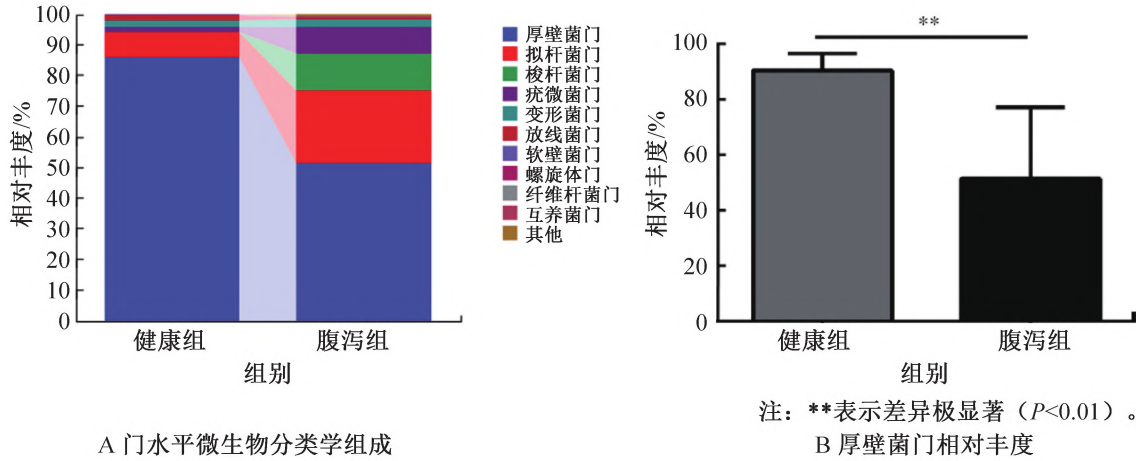 100
90
80
70
60
50
40
30
20
10
0
相对丰度/%
健康组
腹泻组
组别
厚壁菌门
拟杆菌门
梭杆菌门
疣微菌门
变形菌门
放线菌门
软壁菌门
螺旋体门
纤维杆菌门
互养菌门
其他
A 门水平微生物分类学组成
**
100
80
60
40
20
0
相对丰度/%
健康组
腹泻组
组别
注：**表示差异极显著（P<0.01）。
B 厚壁菌门相对丰度